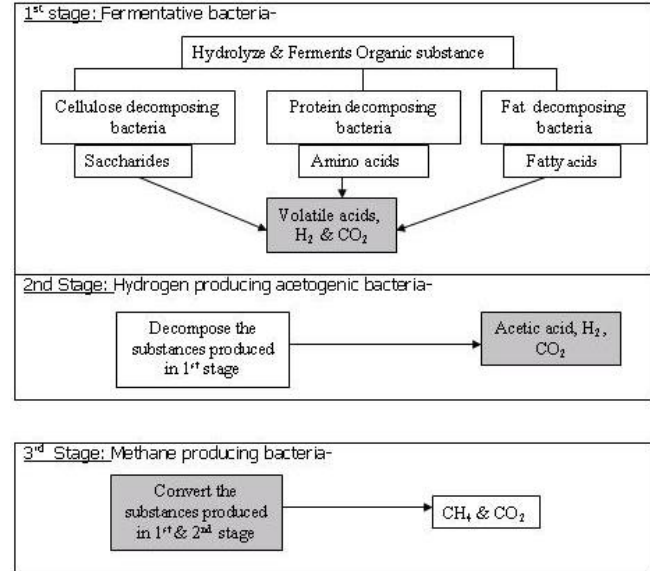 1st stage: Fermentative bacteria-
Hydrolyze & Ferments Organic substance
Cellulose decomposing
bacteria
Protein decomposing
bacteria
Fat decomposing
bacteria
Saccharides
Amino acids
Fatty acids
Volatile acids,
H2 & CO2
2nd Stage: Hydrogen producing acetogenic bacteria-
Decompose the
substances produced
in 1st stage
Acetic acid, H2,
CO2
3rd Stage: Methane producing bacteria-
Convert the
substances produced
in 1st & 2nd stage
CH4 & CO2